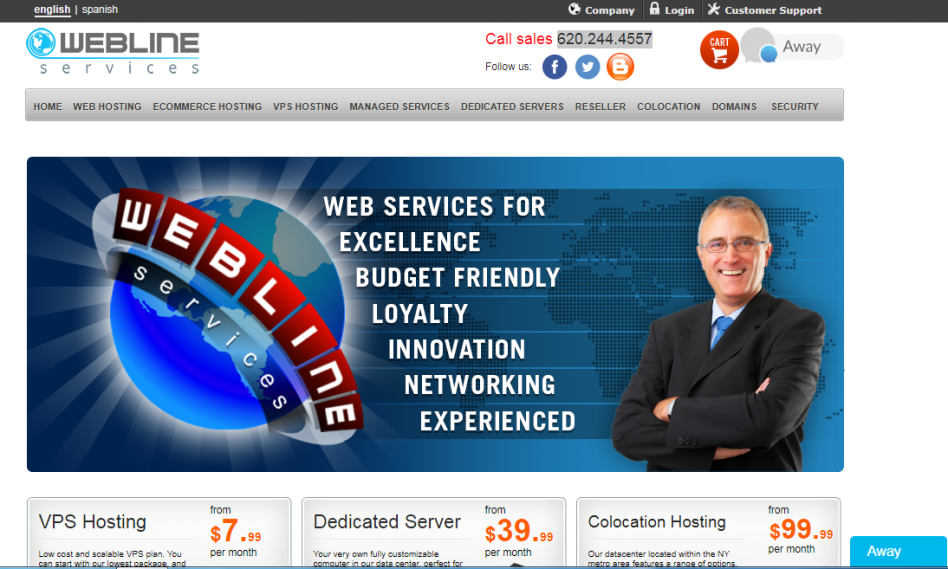 english | spanish
Company
Login
Customer Support
WEBLINE
services
Call sales 620.244.4557
Follow us:
CART
Away
HOME WEB HOSTING ECOMMERCE HOSTING VPS HOSTING MANAGED SERVICES DEDICATED SERVERS RESELLER COLOCATION DOMAINS SECURITY
WEBLINE
services
WEB SERVICES FOR
EXCELLENCE
BUDGET FRIENDLY
LOYALTY
INNOVATION
NETWORKING
EXPERIENCED
VPS Hosting
from
$7.99
per month
Low cost and scalable VPS plan. You
can start with our lowest package, and
Dedicated Server
from
$39.99
per month
Your very own fully customizable
computer in our data center, perfect for
Colocation Hosting
from
$99.99
per month
Our datacenter located within the NY
metro area features a range of options.
Away